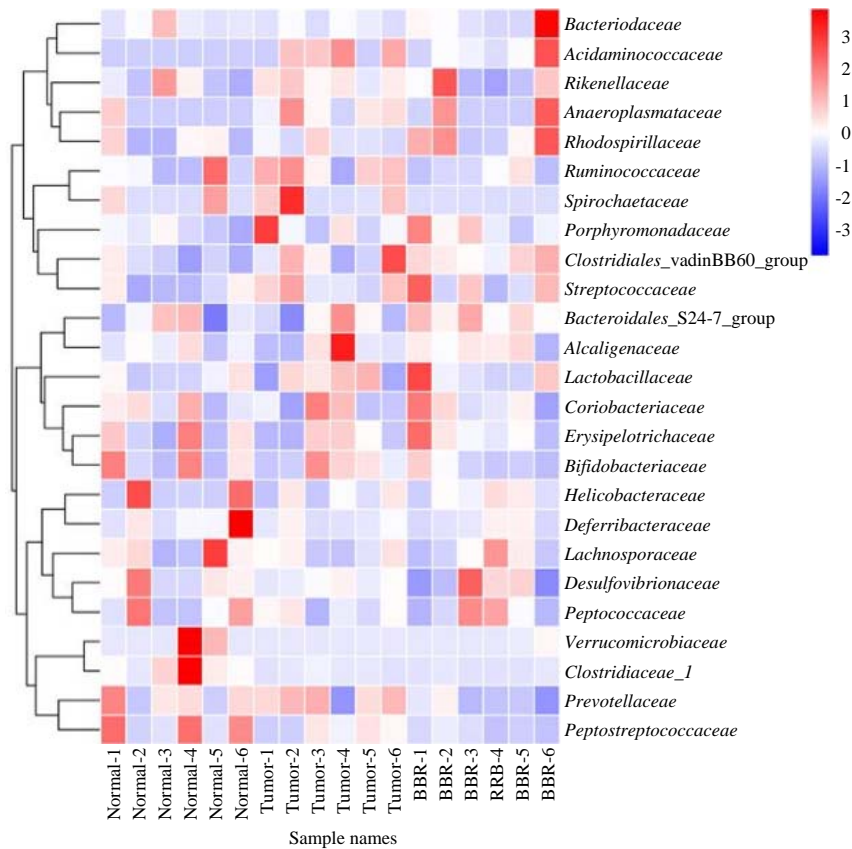 Bacteriodaceae
Acidaminococcaceae
Rikenellaceae
Anaeroplasmataceae
Rhodospirillaceae
Ruminococcaceae
Spirochaetaceae
Porphyromonadaceae
Clostridiales_vadinBB60_group
Streptococcaceae
Bacteroidales_S24-7_group
Alcaligenaceae
Lactobacillaceae
Coriobacteriaceae
Erysipelotrichaceae
Bifidobacteriaceae
Helicobacteraceae
Deferribacteraceae
Lachnosporaceae
Desulfovibrionaceae
Peptococcaceae
Verrucomicrobiaceae
Clostridiaceae_1
Prevotellaceae
Peptostreptococcaceae
3
2
1
0
-1
-2
-3
Normal-1
Normal-2
Normal-3
Normal-4
Normal-5
Normal-6
Tumor-1
Tumor-2
Tumor-3
Tumor-4
Tumor-5
Tumor-6
BBR-1
BBR-2
BBR-3
RRB-4
BBR-5
BBR-6
Sample names